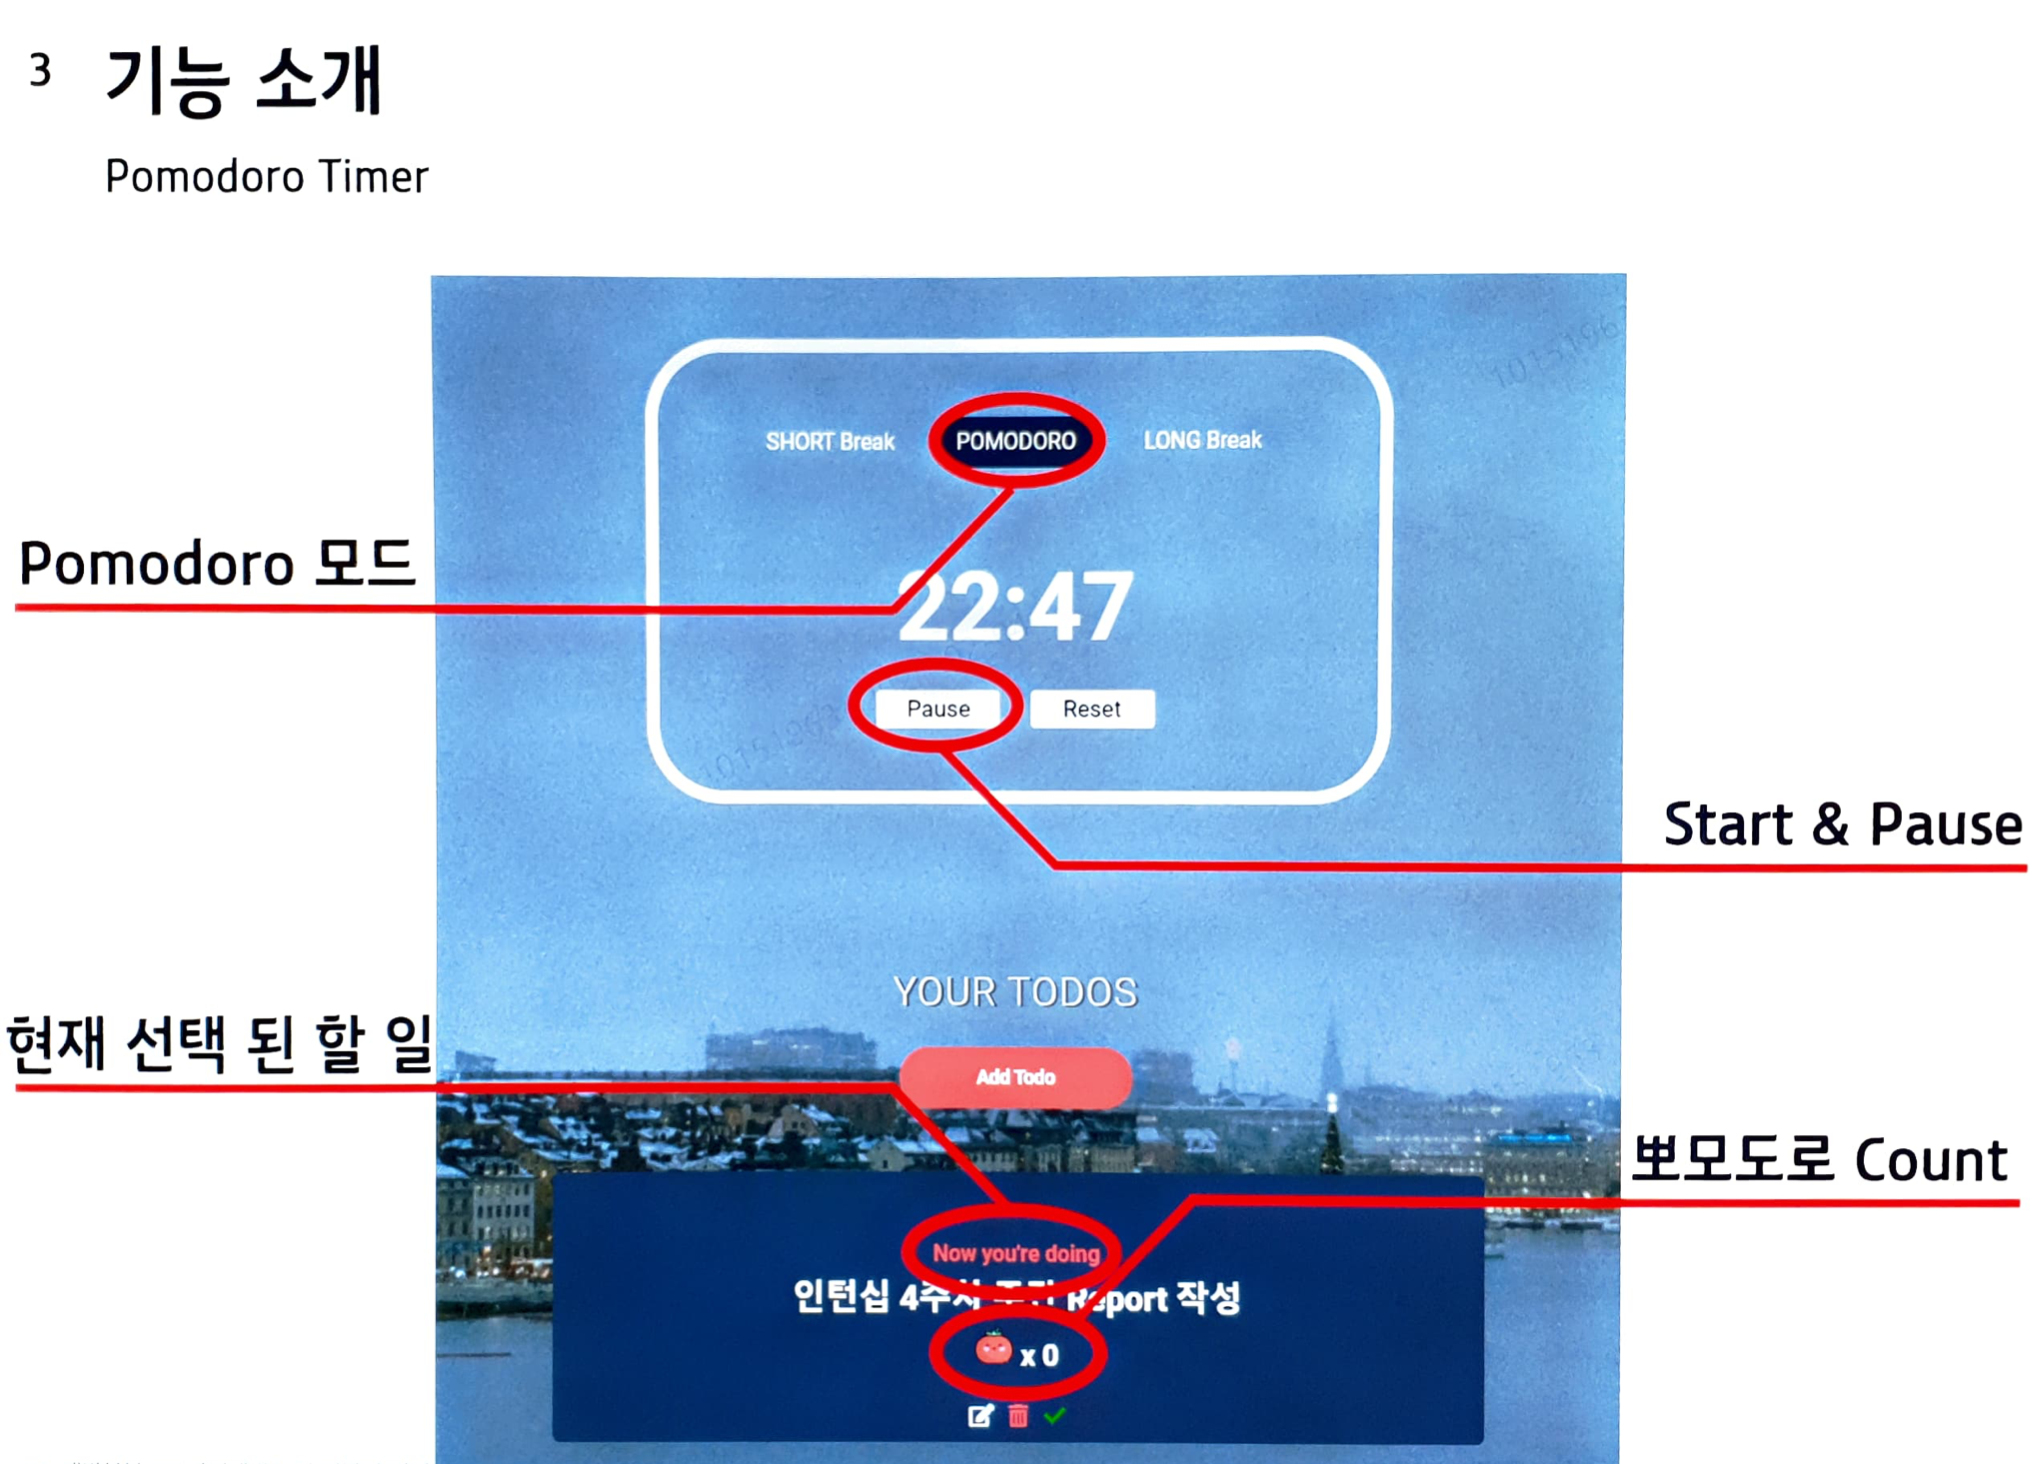 3 기능 소개
Pomodoro Timer
SHORT Break POMODORO LONG Break
Pomodoro 모드
22:47
Pause Reset
Start & Pause
YOUR TODOS
현재 선택 된 할 일
Add Todo
뽀모도로 Count
Now you're doing
인턴십 4주차 Report 작성
x 0